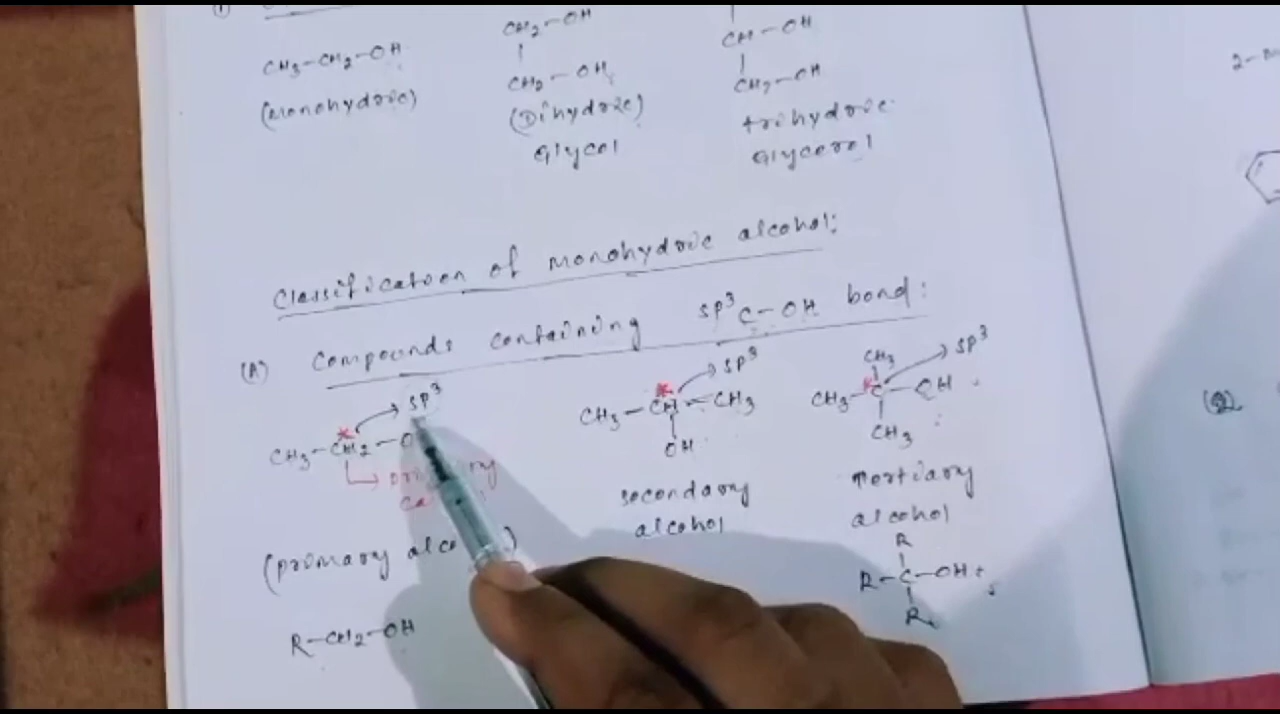 CH3-CH2-OH
(Monohydric)
CH2-OH
CH2-OH
(Dihydric)
Glycol
CH-OH
CH2-OH
trihydric
Glycerol
Classification of monohydric alcohol:
(A) Compounds containing SP³ C-OH bond:
SP³
CH3-CH2-O
(primary alco )
R-CH2-OH
SP³
CH3-CH-CH3
OH
secondary
alcohol
SP³
CH3
CH3-C-OH
CH3
Tertiary
alcohol
R
R-C-OH
R
(Q)
2-